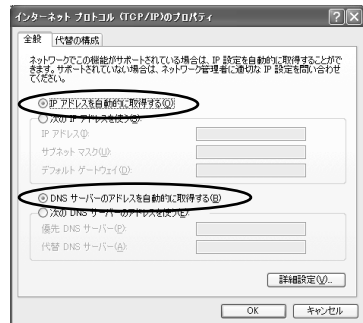 インターネット プロトコル (TCP/IP)のプロパティ
全般
代替の構成
ネットワークでこの機能がサポートされている場合は、IP 設定を自動的に取得することがで
きます。サポートされていない場合は、ネットワーク管理者に適切な IP 設定を問い合わせ
てください。
IP アドレスを自動的に取得する(O)
次の IP アドレスを使う(S):
IP アドレス(I):
サブネット マスク(U):
デフォルト ゲートウェイ(D):
DNS サーバーのアドレスを自動的に取得する(B)
次の DNS サーバーのアドレスを使う(E):
優先 DNS サーバー(P):
代替 DNS サーバー(A):
詳細設定(V)...
OK
キャンセル